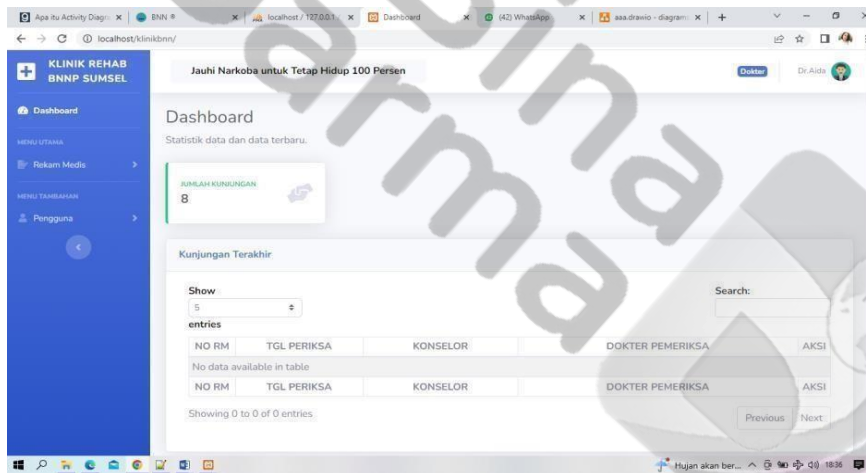 Apa itu Activity Diagra
BNN
localhost / 127.0.0.1
Dashboard
(42) WhatsApp
aaa.drawio - diagrams
localhost/klinikbnn/
KLINIK REHAB
BNNP SUMSEL
Jauhi Narkoba untuk Tetap Hidup 100 Persen
Dokter
Dr.Aida
Dashboard
MENU UTAMA
Rekam Medis
MENU TAMBAHAN
Pengguna
Dashboard
Statistik data dan data terbaru.
JUMLAH KUNJUNGAN
8
Kunjungan Terakhir
Show
5
entries
Search:
NO RM TGL PERIKSA KONSELOR DOKTER PEMERIKSA AKSI
No data available in table
NO RM TGL PERIKSA KONSELOR DOKTER PEMERIKSA AKSI
Showing 0 to 0 of 0 entries
Previous Next
Hujan akan ber... 18:36